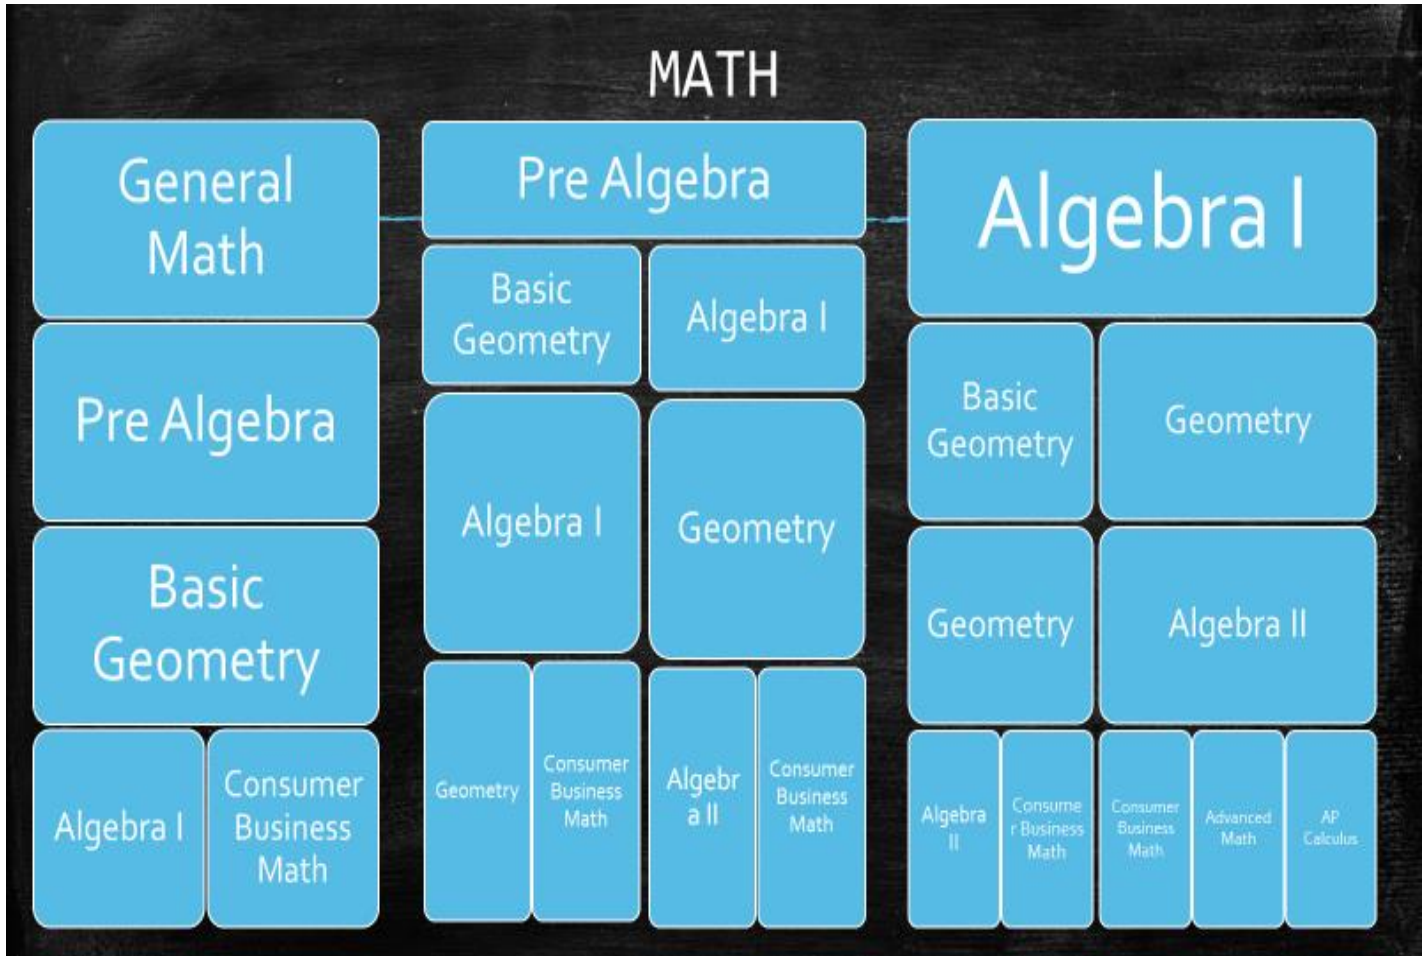 MATH
General
Math
Pre Algebra
Basic
Geometry
Algebra I
Consumer
Business
Math
Pre Algebra
Basic
Geometry
Algebra I
Algebra I
Geometry
Geometry
Consumer
Business
Math
Algebr
a II
Consumer
Business
Math
Algebra I
Basic
Geometry
Geometry
Geometry
Algebra II
Algebra
II
Consume
r Business
Math
Consumer
Business
Math
Advanced
Math
AP
Calculus